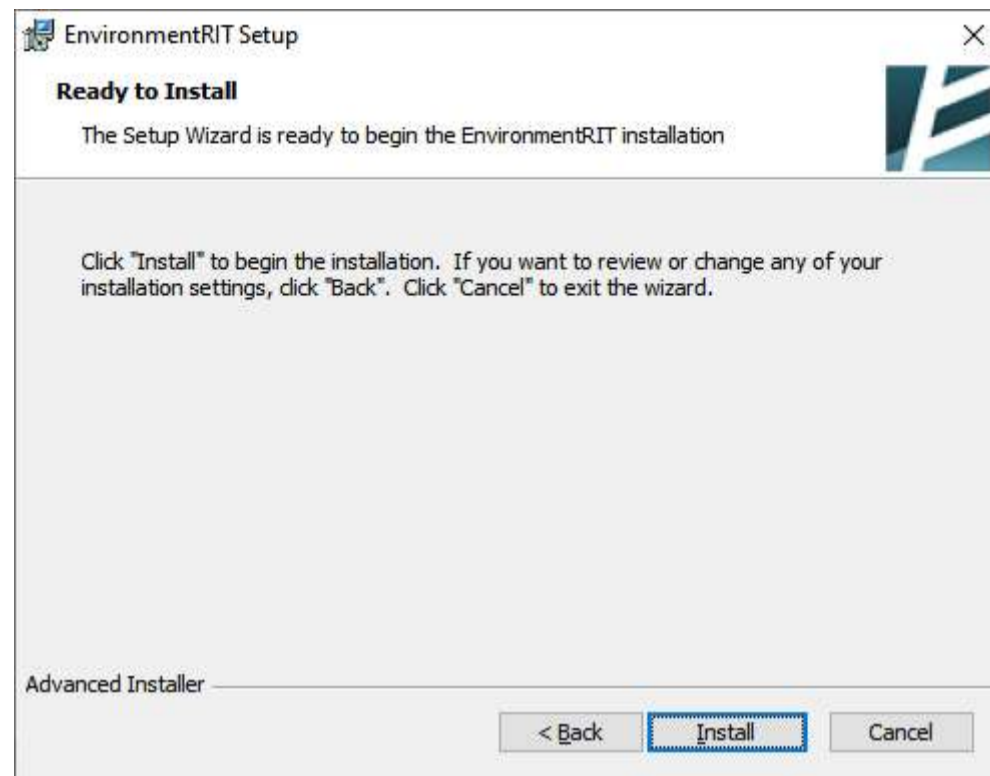 EnvironmentRIT Setup
Ready to Install
The Setup Wizard is ready to begin the EnvironmentRIT installation
Click "Install" to begin the installation.  If you want to review or change any of your
installation settings, click "Back".  Click "Cancel" to exit the wizard.
Advanced Installer
< Back
Install
Cancel